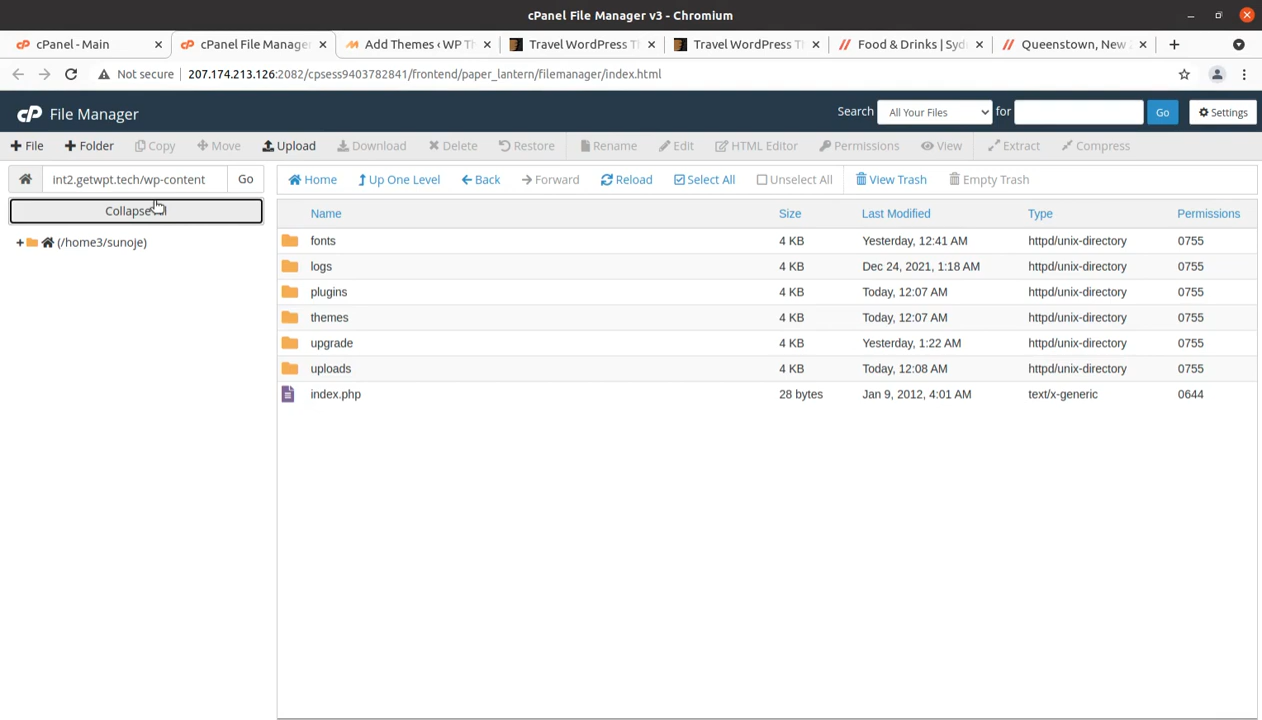 cPanel File Manager v3 - Chromium
cPanel - Main
cPanel File Manager
Add Themes ‹ WP Th
Travel WordPress Th
Travel WordPress Th
Food & Drinks | Syd
Queenstown, New
Not secure
207.174.213.126:2082/cpsess9403782841/frontend/paper_lantern/filemanager/index.html
cP File Manager
Search All Your Files for Go Settings
File Folder Copy Move Upload Download Delete Restore Rename Edit HTML Editor Permissions View Extract Compress
int2.getwpt.tech/wp-content Go Home Up One Level Back Forward Reload Select All Unselect All View Trash Empty Trash
Collapse All
(/home3/sunoje)
Name Size Last Modified Type Permissions
fonts 4 KB Yesterday, 12:41 AM httpd/unix-directory 0755
logs 4 KB Dec 24, 2021, 1:18 AM httpd/unix-directory 0755
plugins 4 KB Today, 12:07 AM httpd/unix-directory 0755
themes 4 KB Today, 12:07 AM httpd/unix-directory 0755
upgrade 4 KB Yesterday, 1:22 AM httpd/unix-directory 0755
uploads 4 KB Today, 12:08 AM httpd/unix-directory 0755
index.php 28 bytes Jan 9, 2012, 4:01 AM text/x-generic 0644